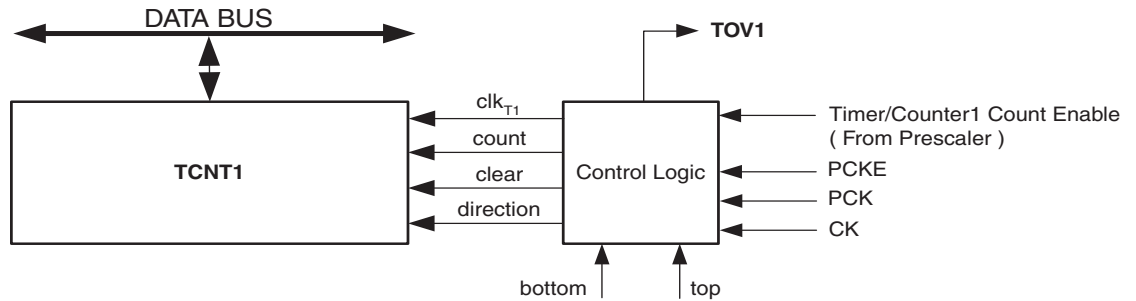 DATA BUS
TOV1
clkT1
count
clear
direction
TCNT1
Control Logic
Timer/Counter1 Count Enable
( From Prescaler )
PCKE
PCK
CK
bottom
top